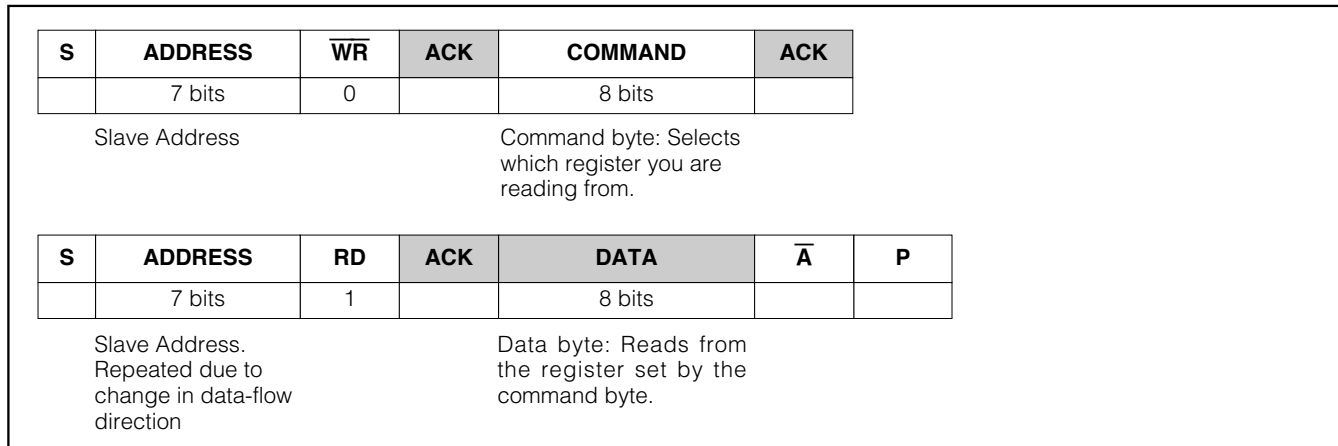 S ADDRESS W̅R̅ ACK COMMAND ACK
7 bits 0 8 bits
Slave Address
Command byte: Selects
which register you are
reading from.
S ADDRESS RD ACK DATA A̅ P
7 bits 1 8 bits
Slave Address.
Repeated due to
change in data-flow
direction
Data byte: Reads from
the register set by the
command byte.